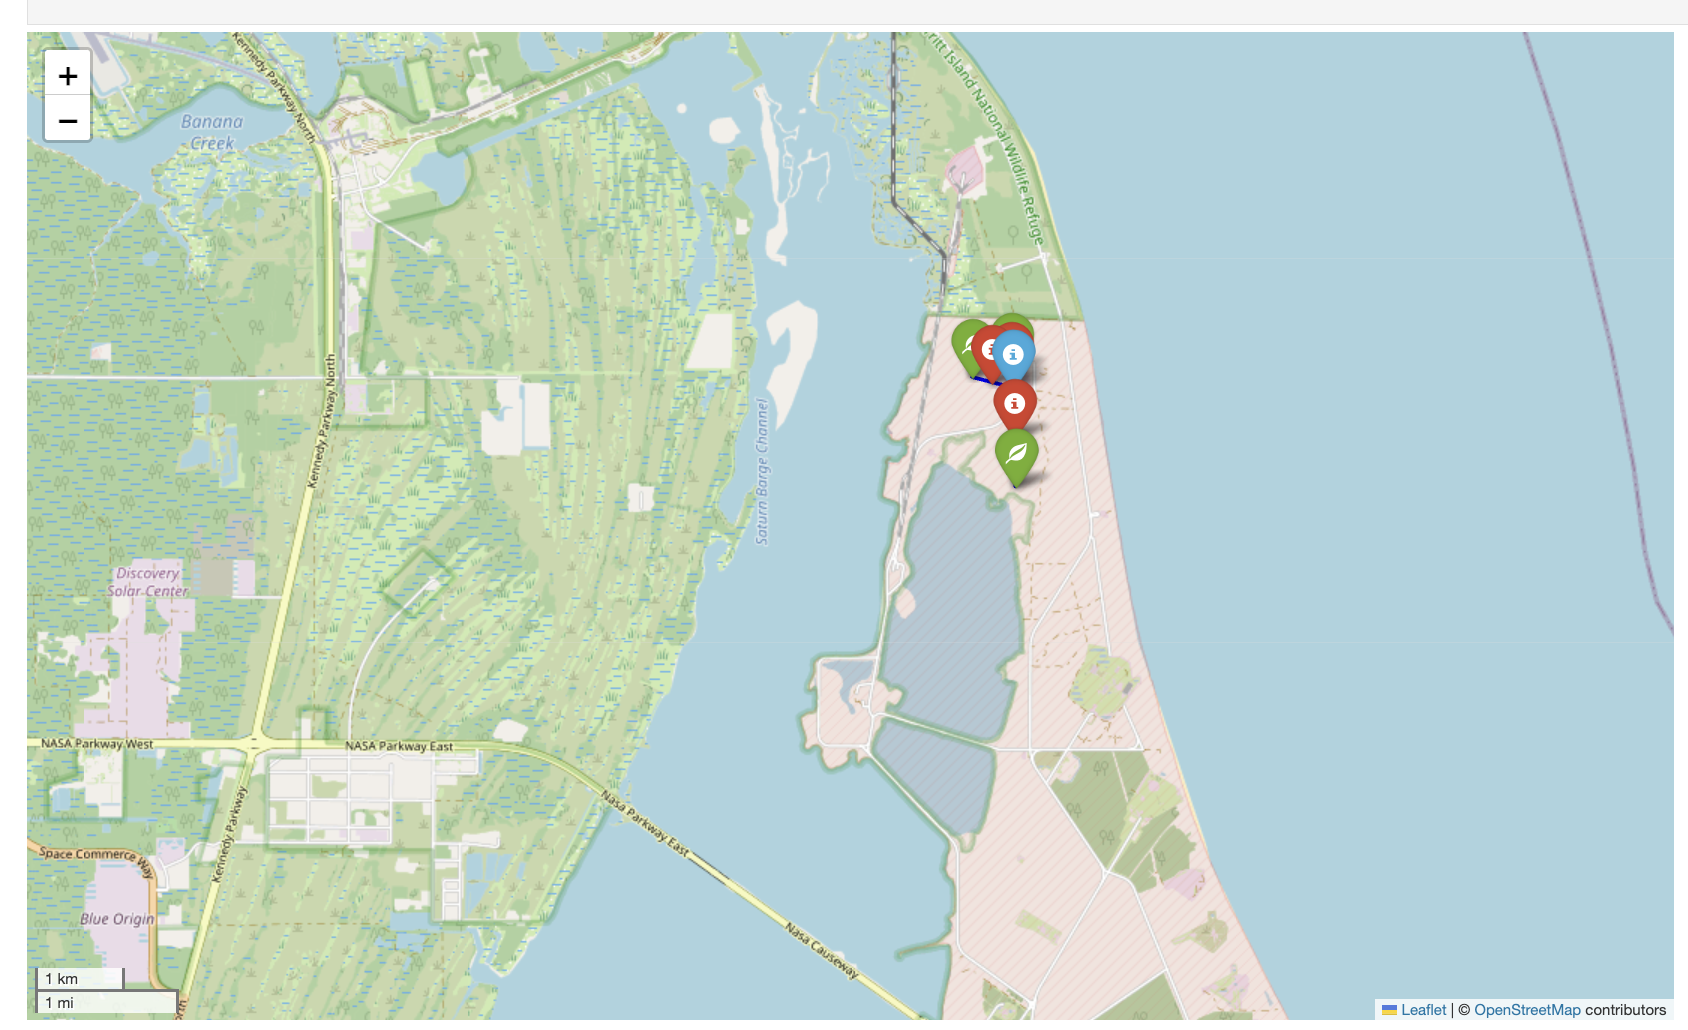 +
−
Kennedy Parkway North
ritt Island National Wildlife Refuge
Banana
Creek
Kennedy Parkway North
Saturn Barge Channel
Discovery
Solar Center
NASA Parkway West
NASA Parkway East
Nasa Parkway East
Kennedy Parkway
Space Commerce Way
Blue Origin
Nasa Causeway
1 km
1 mi
Leaflet | © OpenStreetMap contributors